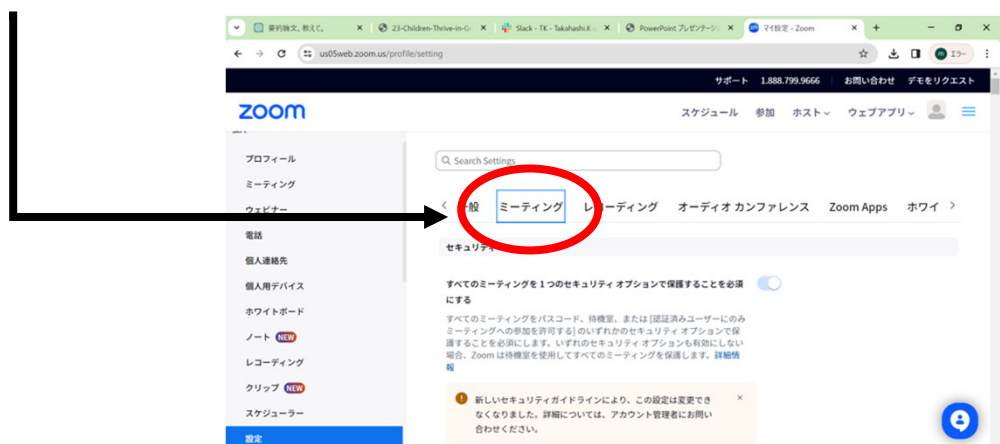 要約論文、教えて。
23-Children-Thrive-in-G
Slack - TK - Takahashi.K
PowerPoint プレゼンテーショ
マイ設定 - Zoom
us05web.zoom.us/profile/setting
エラー
サポート 1.888.799.9666 お問い合わせ デモをリクエスト
zoom
スケジュール 参加 ホスト ウェブアプリ
プロフィール
ミーティング
ウェビナー
電話
個人連絡先
個人用デバイス
ホワイトボード
ノート NEW
レコーディング
クリップ NEW
スケジューラー
設定
Search Settings
般 ミーティング レコーディング オーディオ カンファレンス Zoom Apps ホワイ
セキュリティ
すべてのミーティングを 1 つのセキュリティ オプションで保護することを必須
にする
すべてのミーティングをパスコード、待機室、または [認証済みユーザーにのみ
ミーティングへの参加を許可する] のいずれかのセキュリティ オプションで保
護することを必須にします。いずれのセキュリティ オプションも有効にしない
場合、Zoom は待機室を使用してすべてのミーティングを保護します。詳細情
報
新しいセキュリティガイドラインにより、この設定は変更でき
なくなりました。詳細については、アカウント管理者にお問い
合わせください。